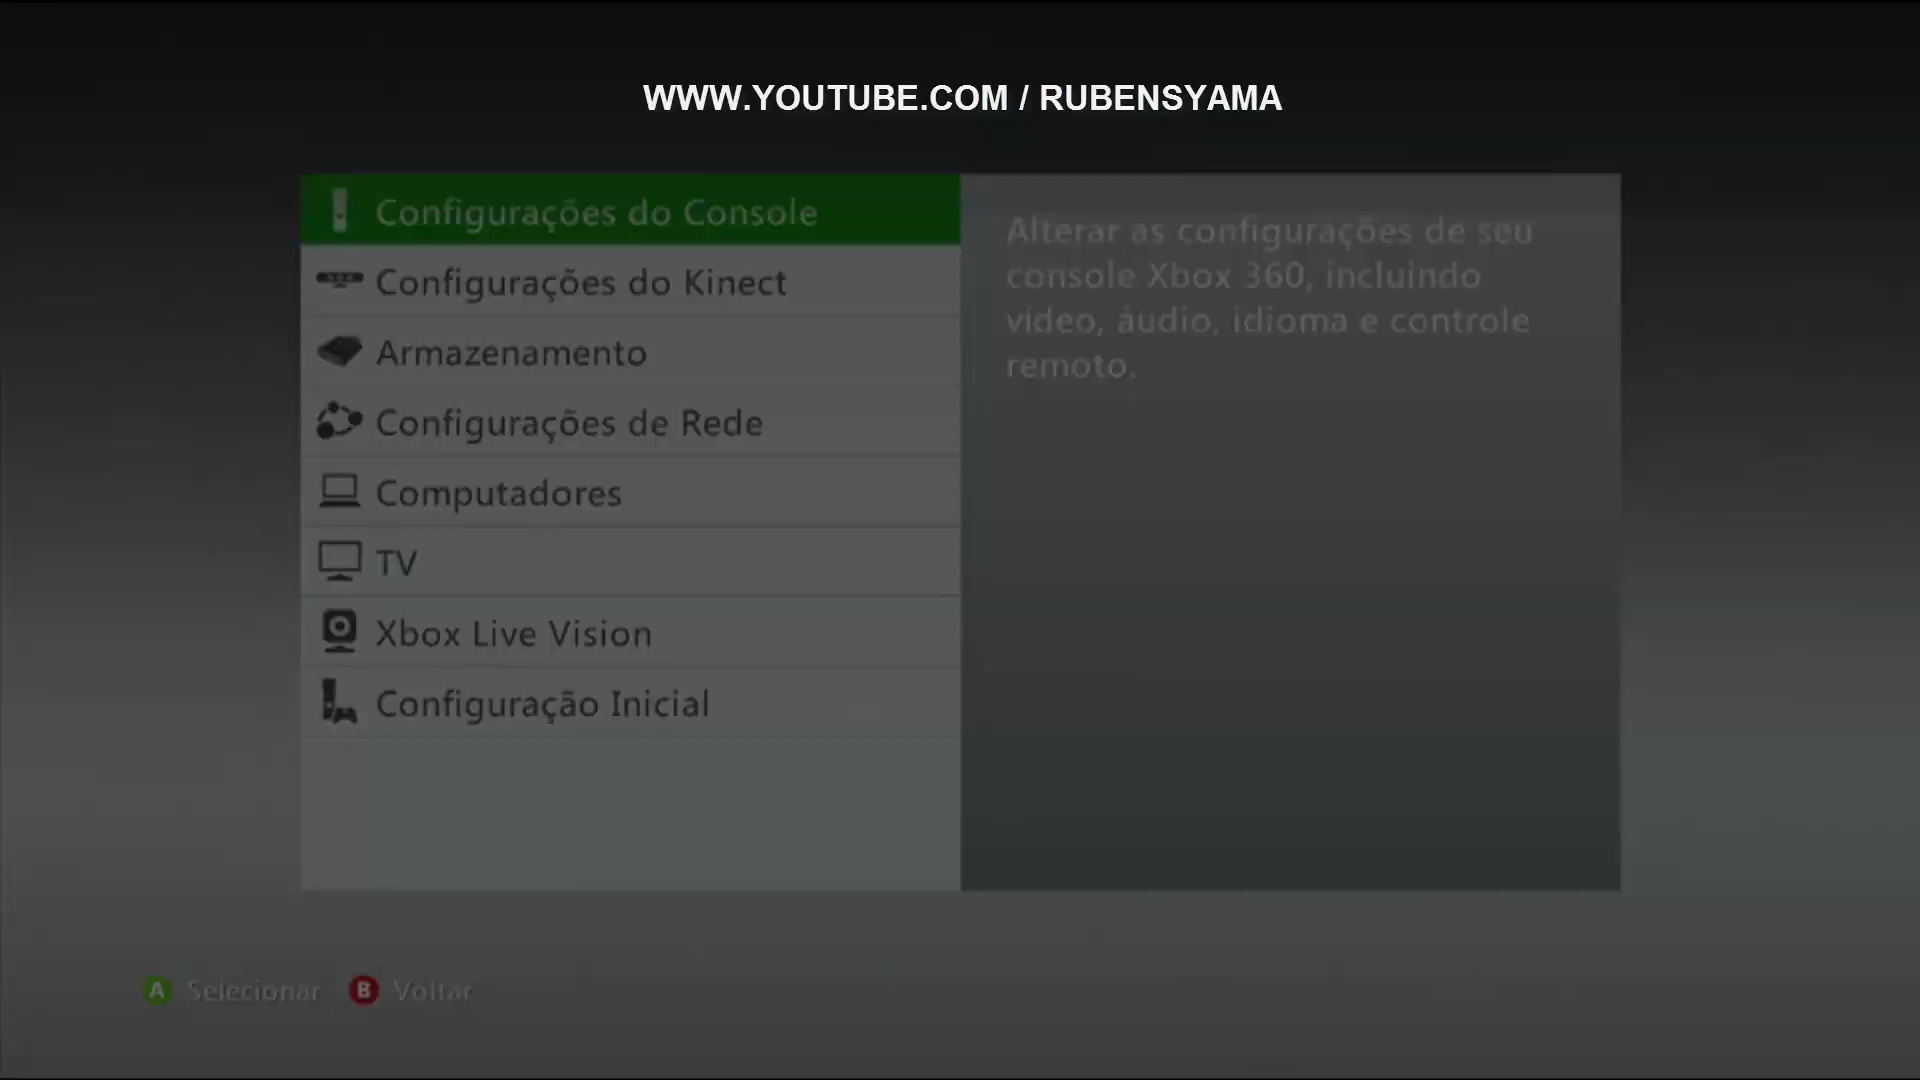 WWW.YOUTUBE.COM / RUBENSYAMA
Configurações do Console
Configurações do Kinect
Armazenamento
Configurações de Rede
Computadores
TV
Xbox Live Vision
Configuração Inicial
Alterar as configurações de seu
console Xbox 360, incluindo
vídeo, áudio, idioma e controle
remoto.
A Selecionar B Voltar